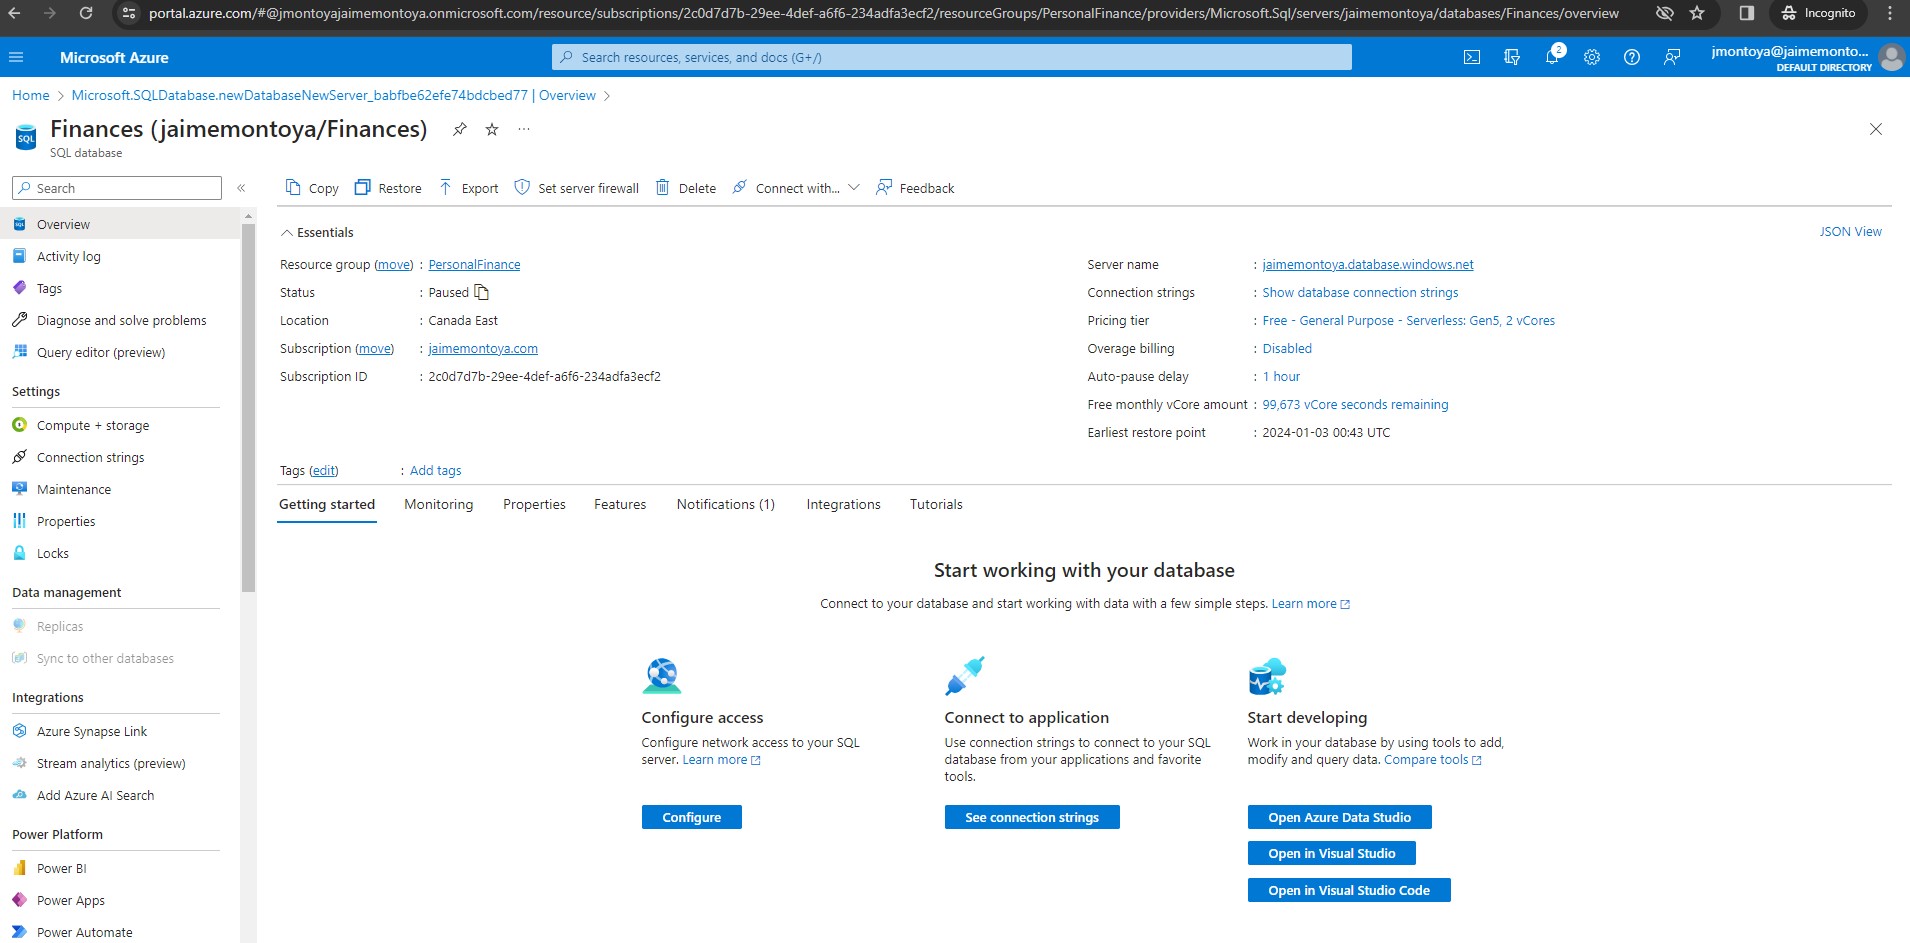 portal.azure.com/#@jmontoyajaimemontoya.onmicrosoft.com/resource/subscriptions/2c0d7d7b-29ee-4def-a6f6-234adfa3ecf2/resourceGroups/PersonalFinance/providers/Microsoft.Sql/servers/jaimemontoya/databases/Finances/overview
Incognito
Microsoft Azure
Search resources, services, and docs (G+/)
2
jmontoya@jaimemonto...
DEFAULT DIRECTORY
Home > Microsoft.SQLDatabase.newDatabaseNewServer_babfbe62efe74bdcbed77 | Overview >
SQL
Finances (jaimemontoya/Finances)
...
SQL database
Search
«
Copy
Restore
Export
Set server firewall
Delete
Connect with...
Feedback
Overview
Activity log
Tags
Diagnose and solve problems
Query editor (preview)
Settings
Compute + storage
Connection strings
Maintenance
Properties
Locks
Data management
Replicas
Sync to other databases
Integrations
Azure Synapse Link
Stream analytics (preview)
Add Azure AI Search
Power Platform
Power BI
Power Apps
Power Automate
Essentials
JSON View
Resource group (move) : PersonalFinance
Status : Paused
Location : Canada East
Subscription (move) : jaimemontoya.com
Subscription ID : 2c0d7d7b-29ee-4def-a6f6-234adfa3ecf2
Server name : jaimemontoya.database.windows.net
Connection strings : Show database connection strings
Pricing tier : Free - General Purpose - Serverless: Gen5, 2 vCores
Overage billing : Disabled
Auto-pause delay : 1 hour
Free monthly vCore amount : 99,673 vCore seconds remaining
Earliest restore point : 2024-01-03 00:43 UTC
Tags (edit) : Add tags
Getting started
Monitoring
Properties
Features
Notifications (1)
Integrations
Tutorials
Start working with your database
Connect to your database and start working with data with a few simple steps. Learn more
Configure access
Configure network access to your SQL
server. Learn more
Configure
Connect to application
Use connection strings to connect to your SQL
database from your applications and favorite
tools.
See connection strings
Start developing
Work in your database by using tools to add,
modify and query data. Compare tools
Open Azure Data Studio
Open in Visual Studio
Open in Visual Studio Code